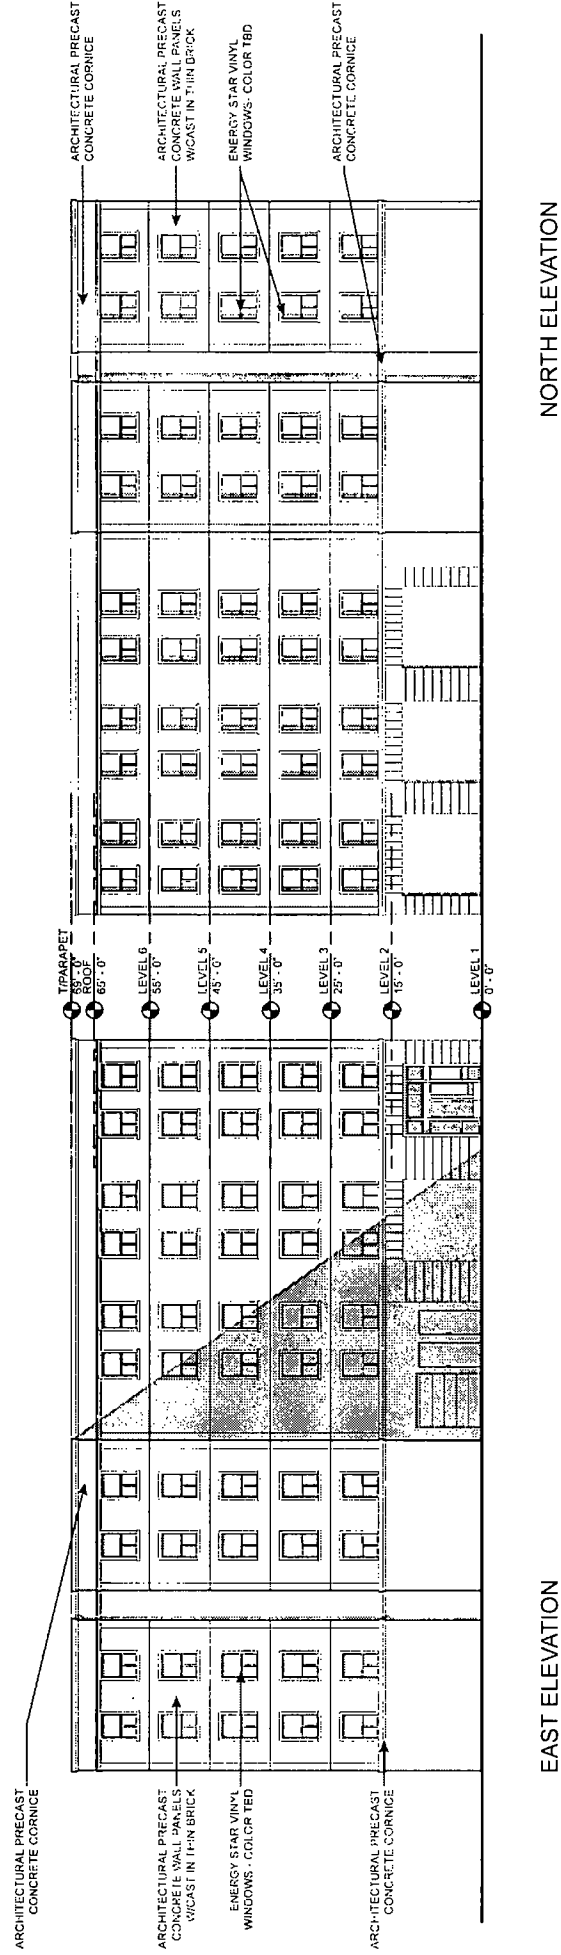 ARCHITECTURAL PRECAST
CONCRETE CORNICE
ARCHITECTURAL PRECAST
CONCRETE WALL PANELS
W/CAST IN THIN BRICK
ENERGY STAR VINYL
WINDOWS - COLOR TED
ARCHITECTURAL PRECAST
CONCRETE CORNICE
EAST ELEVATION
T/PARAPET
69' - 0"
ROOF
65' - 0"
LEVEL 6
55' - 0"
LEVEL 5
45' - 0"
LEVEL 4
35' - 0"
LEVEL 3
25' - 0"
LEVEL 2
15' - 0"
LEVEL 1
0' - 0"
ARCHITECTURAL PRECAST
CONCRETE CORNICE
ARCHITECTURAL PRECAST
CONCRETE WALL PANELS
W/CAST IN THIN BRICK
ENERGY STAR VINYL
WINDOWS- COLOR TBD
ARCHITECTURAL PRECAST
CONCRETE CORNICE
NORTH ELEVATION